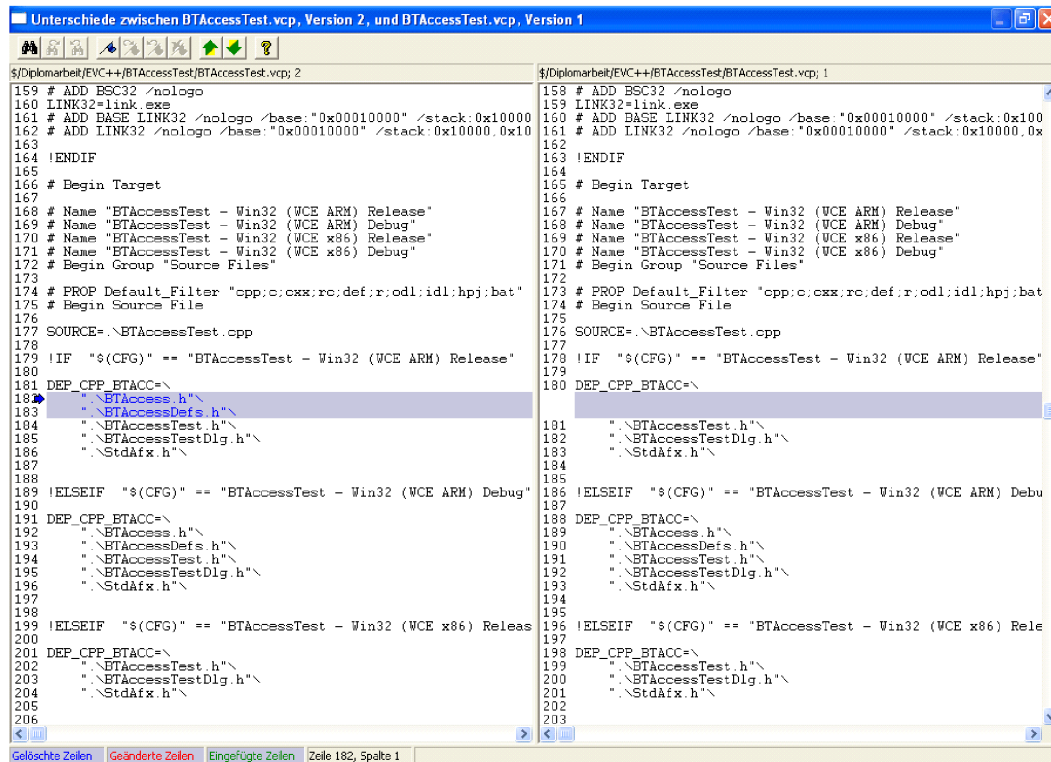 Unterschiede zwischen BTAccessTest.vcp, Version 2, und BTAccessTest.vcp, Version 1
$/Diplomarbeit/EVC++/BTAccessTest/BTAccessTest.vcp; 2
159 # ADD BSC32 /nologo
160 LINK32=link.exe
161 # ADD BASE LINK32 /nologo /base:"0x00010000" /stack:0x10000
162 # ADD LINK32 /nologo /base:"0x00010000" /stack:0x10000,0x10
163
164 !ENDIF
165
166 # Begin Target
167
168 # Name "BTAccessTest - Win32 (WCE ARM) Release"
169 # Name "BTAccessTest - Win32 (WCE ARM) Debug"
170 # Name "BTAccessTest - Win32 (WCE x86) Release"
171 # Name "BTAccessTest - Win32 (WCE x86) Debug"
172 # Begin Group "Source Files"
173
174 # PROP Default_Filter "cpp;c;cxx;rc;def;r;odl;idl;hpj;bat"
175 # Begin Source File
176
177 SOURCE=.\BTAccessTest.cpp
178
179 !IF  "$(CFG)" == "BTAccessTest - Win32 (WCE ARM) Release"
180
181 DEP_CPP_BTACC=\
182     ".\BTAccess.h"\
183     ".\BTAccessDefs.h"\
184     ".\BTAccessTest.h"\
185     ".\BTAccessTestDlg.h"\
186     ".\StdAfx.h"\
187
188
189 !ELSEIF  "$(CFG)" == "BTAccessTest - Win32 (WCE ARM) Debug"
190
191 DEP_CPP_BTACC=\
192     ".\BTAccess.h"\
193     ".\BTAccessDefs.h"\
194     ".\BTAccessTest.h"\
195     ".\BTAccessTestDlg.h"\
196     ".\StdAfx.h"\
197
198
199 !ELSEIF  "$(CFG)" == "BTAccessTest - Win32 (WCE x86) Releas
200
201 DEP_CPP_BTACC=\
202     ".\BTAccessTest.h"\
203     ".\BTAccessTestDlg.h"\
204     ".\StdAfx.h"\
205
206
$/Diplomarbeit/EVC++/BTAccessTest/BTAccessTest.vcp; 1
158 # ADD BSC32 /nologo
159 LINK32=link.exe
160 # ADD BASE LINK32 /nologo /base:"0x00010000" /stack:0x100
161 # ADD LINK32 /nologo /base:"0x00010000" /stack:0x10000,0x
162
163 !ENDIF
164
165 # Begin Target
166
167 # Name "BTAccessTest - Win32 (WCE ARM) Release"
168 # Name "BTAccessTest - Win32 (WCE ARM) Debug"
169 # Name "BTAccessTest - Win32 (WCE x86) Release"
170 # Name "BTAccessTest - Win32 (WCE x86) Debug"
171 # Begin Group "Source Files"
172
173 # PROP Default_Filter "cpp;c;cxx;rc;def;r;odl;idl;hpj;bat
174 # Begin Source File
175
176 SOURCE=.\BTAccessTest.cpp
177
178 !IF  "$(CFG)" == "BTAccessTest - Win32 (WCE ARM) Release"
179
180 DEP_CPP_BTACC=\
181     ".\BTAccessTest.h"\
182     ".\BTAccessTestDlg.h"\
183     ".\StdAfx.h"\
184
185
186 !ELSEIF  "$(CFG)" == "BTAccessTest - Win32 (WCE ARM) Debu
187
188 DEP_CPP_BTACC=\
189     ".\BTAccess.h"\
190     ".\BTAccessDefs.h"\
191     ".\BTAccessTest.h"\
192     ".\BTAccessTestDlg.h"\
193     ".\StdAfx.h"\
194
195
196 !ELSEIF  "$(CFG)" == "BTAccessTest - Win32 (WCE x86) Rele
197
198 DEP_CPP_BTACC=\
199     ".\BTAccessTest.h"\
200     ".\BTAccessTestDlg.h"\
201     ".\StdAfx.h"\
202
203
Gelöschte Zeilen Geänderte Zeilen Eingefügte Zeilen Zeile 182, Spalte 1